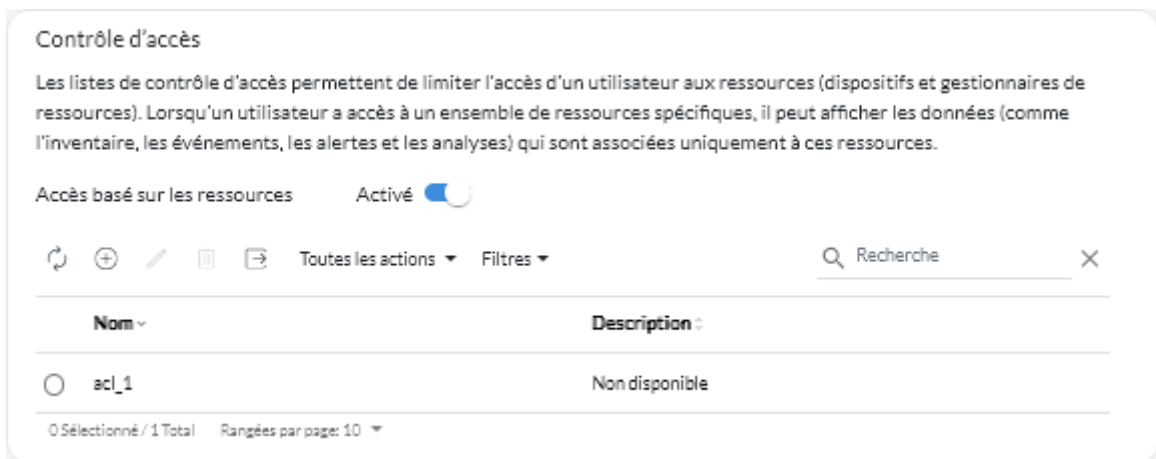 Contrôle d'accès
Les listes de contrôle d'accès permettent de limiter l'accès d'un utilisateur aux ressources (dispositifs et gestionnaires de
ressources). Lorsqu'un utilisateur a accès à un ensemble de ressources spécifiques, il peut afficher les données (comme
l'inventaire, les événements, les alertes et les analyses) qui sont associées uniquement à ces ressources.
Accès basé sur les ressources Activé
Toutes les actions Filtres Recherche
Nom Description
acl_1 Non disponible
0 Sélectionné / 1 Total Rangées par page: 10